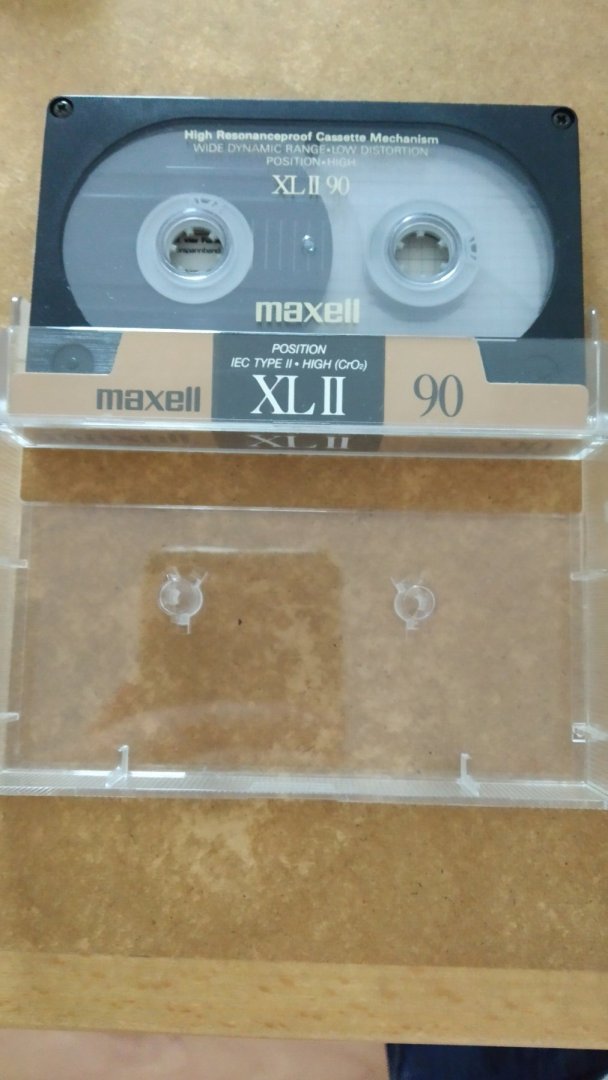 High Resonanceproof Cassette Mechanism
WIDE DYNAMIC RANGE•LOW DISTORTION
POSITION•HIGH
XL II 90
maxell
POSITION
IEC TYPE II • HIGH (CrO₂)
maxell XL II 90